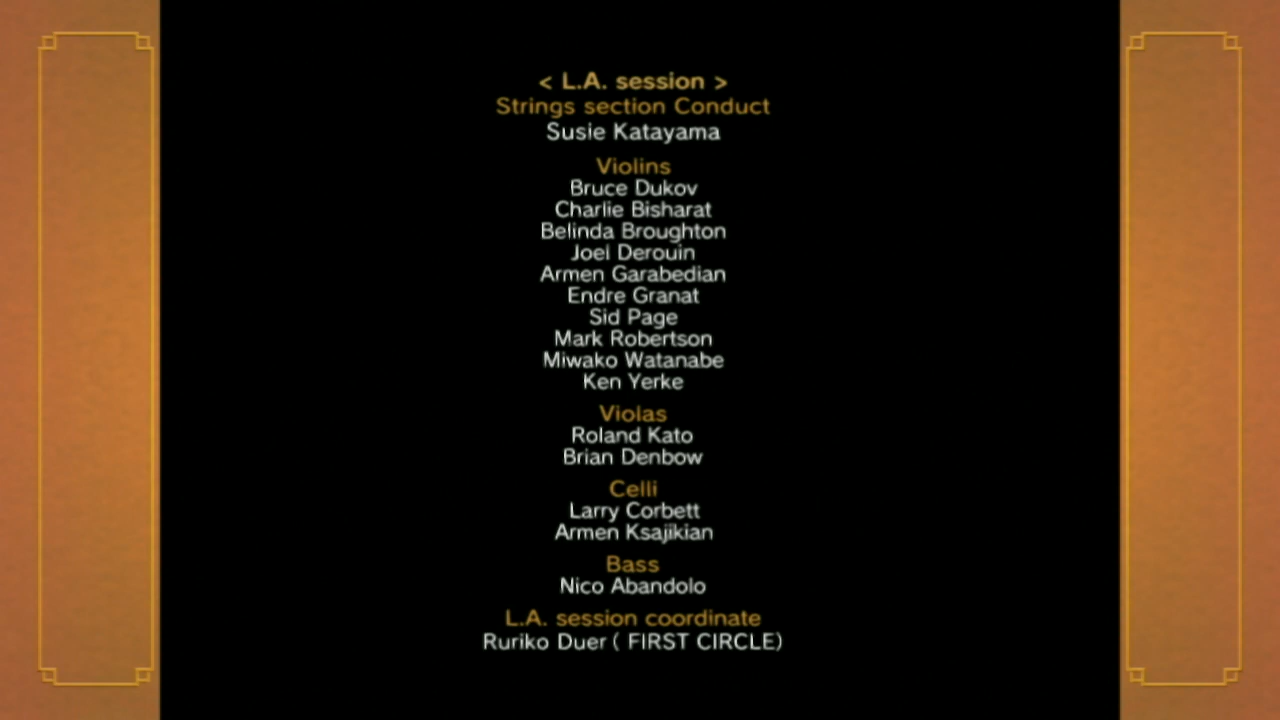 < L.A. session >
Strings section Conduct
Susie Katayama
Violins
Bruce Dukov
Charlie Bisharat
Belinda Broughton
Joel Derouin
Armen Garabedian
Endre Granat
Sid Page
Mark Robertson
Miwako Watanabe
Ken Yerke
Violas
Roland Kato
Brian Denbow
Celli
Larry Corbett
Armen Ksajikian
Bass
Nico Abandolo
L.A. session coordinate
Ruriko Duer ( FIRST CIRCLE)